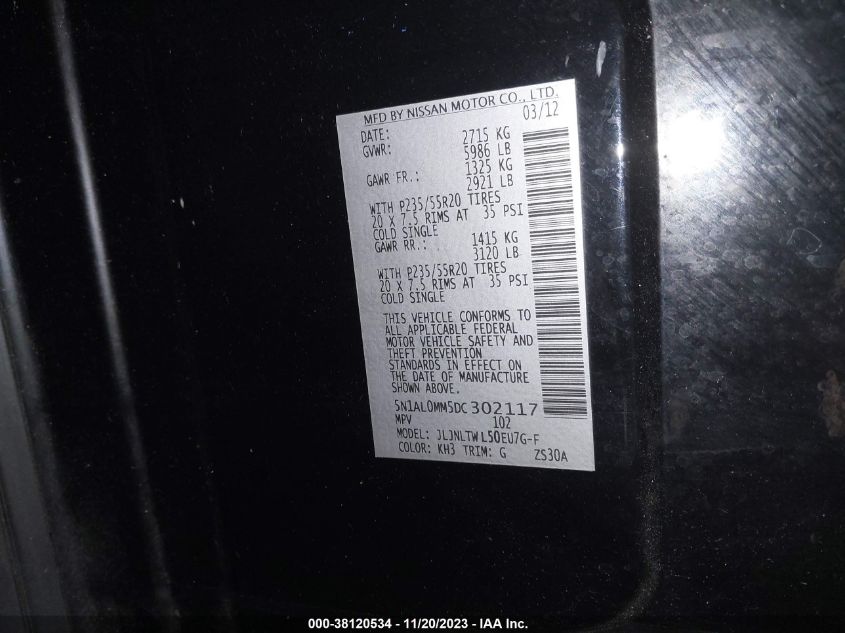 MFD BY NISSAN MOTOR CO., LTD.
DATE: 03/12
GVWR: 2715 KG
5986 LB
GAWR FR.: 1325 KG
2921 LB
WITH P235/55R20 TIRES
20 X 7.5 RIMS AT 35 PSI
COLD SINGLE
GAWR RR.: 1415 KG
3120 LB
WITH P235/55R20 TIRES
20 X 7.5 RIMS AT 35 PSI
COLD SINGLE
THIS VEHICLE CONFORMS TO
ALL APPLICABLE FEDERAL
MOTOR VEHICLE SAFETY AND
THEFT PREVENTION
STANDARDS IN EFFECT ON
THE DATE OF MANUFACTURE
SHOWN ABOVE.
5N1AL0MM5DC302117
MPV 102
MODEL: JLJNLTWL50EU7G-F
COLOR: KH3 TRIM: G ZS30A
000-38120534 - 11/20/2023 - IAA Inc.